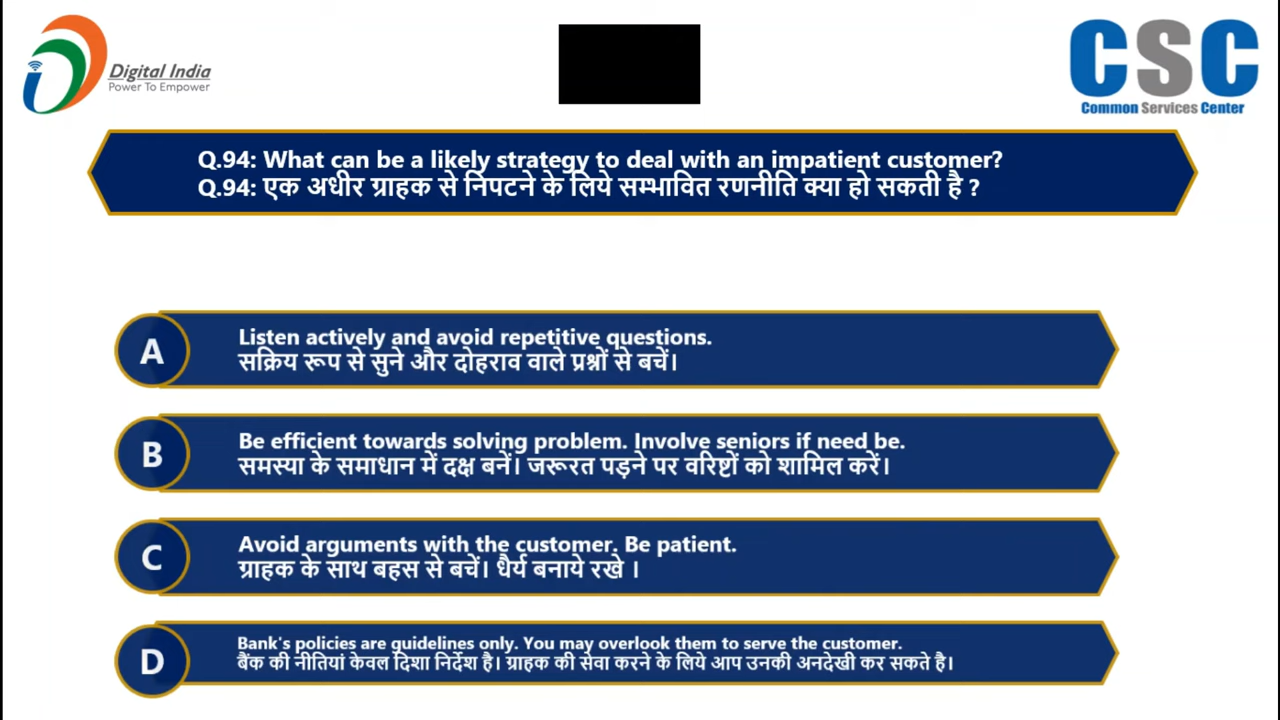 Digital India
Power To Empower
CSC
Common Services Center
Q.94: What can be a likely strategy to deal with an impatient customer?
Q.94: एक अधीर ग्राहक से निपटने के लिये सम्भावित रणनीति क्या हो सकती है ?
A
Listen actively and avoid repetitive questions.
सक्रिय रूप से सुने और दोहराव वाले प्रश्नों से बचें।
B
Be efficient towards solving problem. Involve seniors if need be.
समस्या के समाधान में दक्ष बनें। जरूरत पड़ने पर वरिष्टों को शामिल करें।
C
Avoid arguments with the customer. Be patient.
ग्राहक के साथ बहस से बचें। धैर्य बनाये रखे ।
D
Bank's policies are guidelines only. You may overlook them to serve the customer.
बैंक की नीतियां केवल दिशा निर्देश है। ग्राहक की सेवा करने के लिये आप उनकी अनदेखी कर सकते है।